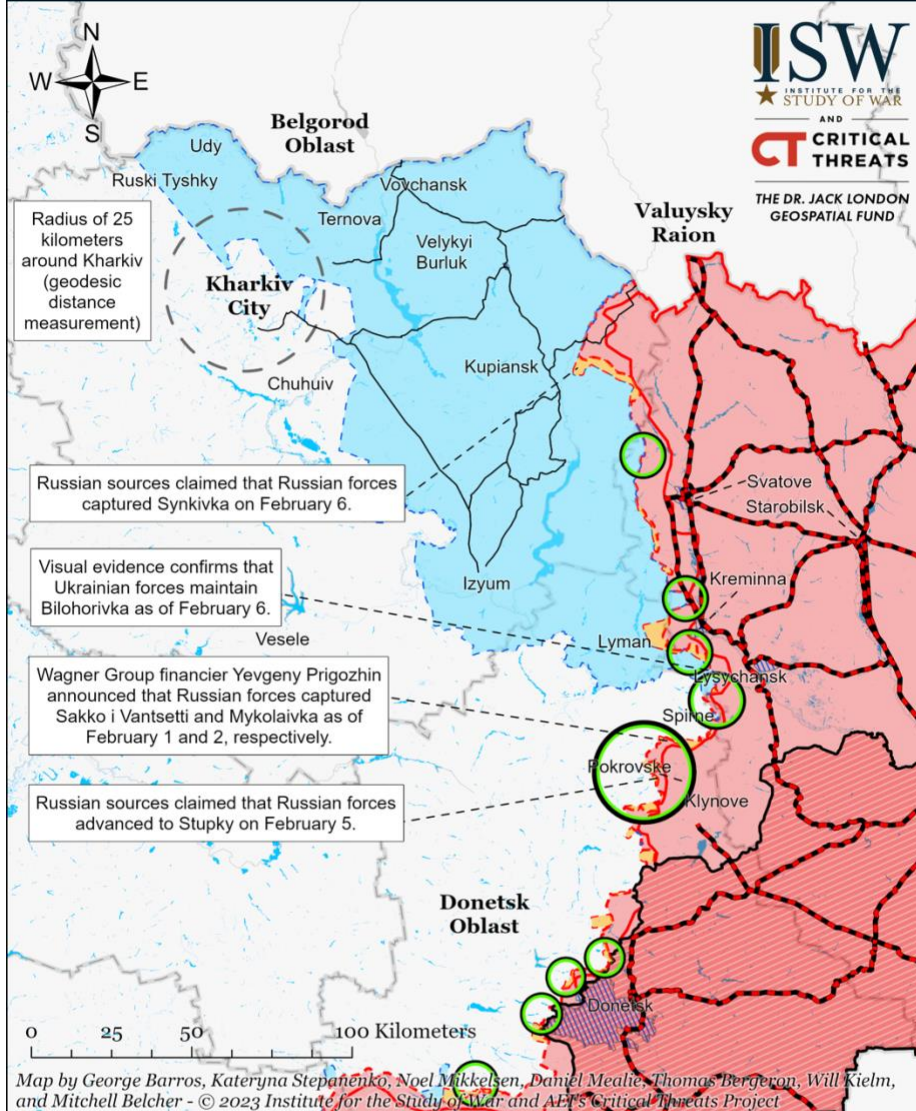 N
W E
S
ISW
INSTITUTE FOR THE
STUDY OF WAR
AND
CT CRITICAL
THREATS
THE DR. JACK LONDON
GEOSPATIAL FUND
Belgorod
Oblast
Udy
Ruski Tyshky
Vovchansk
Ternova
Valuysky
Raion
Radius of 25
kilometers
around Kharkiv
(geodesic
distance
measurement)
Velykyi
Burluk
Kharkiv
City
Kupiansk
Chuhuiv
Russian sources claimed that Russian forces
captured Synkivka on February 6.
Svatove
Starobilsk
Visual evidence confirms that
Ukrainian forces maintain
Bilohorivka as of February 6.
Izyum
Kreminna
Vesele
Lyman
Lysychansk
Wagner Group financier Yevgeny Prigozhin
announced that Russian forces captured
Sakko i Vantsetti and Mykolaivka as of
February 1 and 2, respectively.
Spirne
Pokrovske
Klynove
Russian sources claimed that Russian forces
advanced to Stupky on February 5.
Donetsk
Oblast
Donetsk
0 25 50 100 Kilometers
Map by George Barros, Kateryna Stepanenko, Noel Mikkelsen, Daniel Mealie, Thomas Bergeron, Will Kielm,
and Mitchell Belcher - © 2023 Institute for the Study of War and AEI's Critical Threats Project